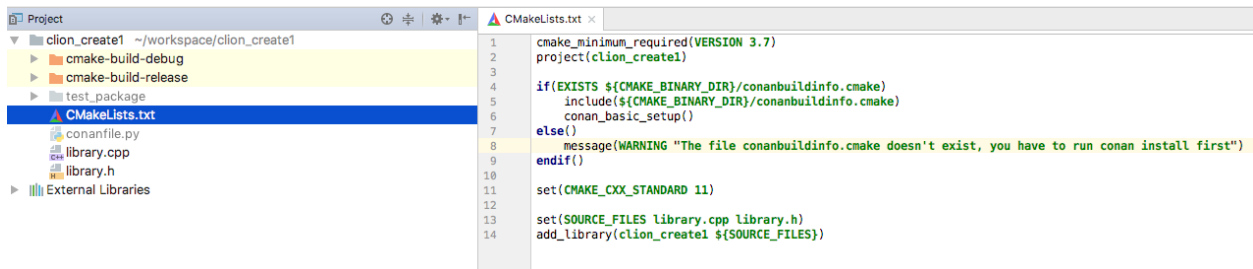 Project
clion_create1 ~/workspace/clion_create1
cmake-build-debug
cmake-build-release
test_package
CMakeLists.txt
conanfile.py
library.cpp
library.h
External Libraries
CMakeLists.txt
1 cmake_minimum_required(VERSION 3.7)
2 project(clion_create1)
3
4 if(EXISTS ${CMAKE_BINARY_DIR}/conanbuildinfo.cmake)
5     include(${CMAKE_BINARY_DIR}/conanbuildinfo.cmake)
6     conan_basic_setup()
7 else()
8     message(WARNING "The file conanbuildinfo.cmake doesn't exist, you have to run conan install first")
9 endif()
10
11 set(CMAKE_CXX_STANDARD 11)
12
13 set(SOURCE_FILES library.cpp library.h)
14 add_library(clion_create1 ${SOURCE_FILES})